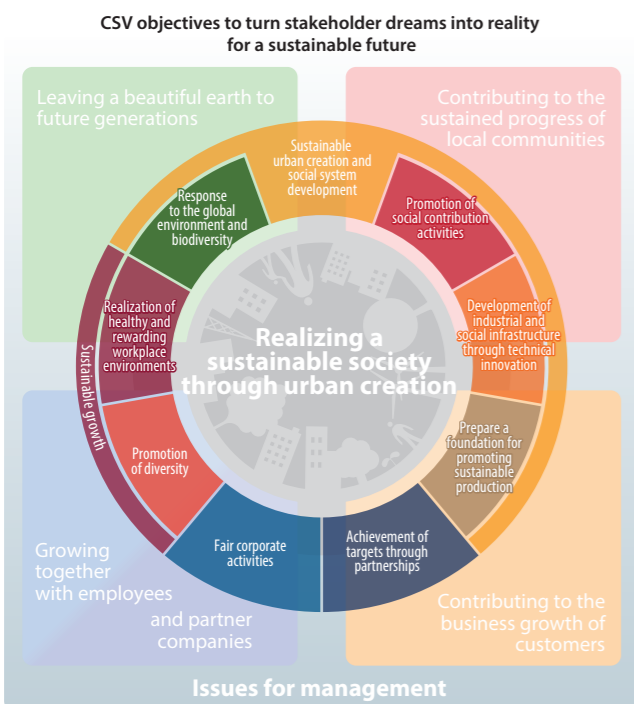 CSV objectives to turn stakeholder dreams into reality
for a sustainable future
Leaving a beautiful earth to
future generations
Contributing to the
sustained progress of
local communities
Sustainable
urban creation and
social system
development
Response
to the global
environment and
biodiversity
Promotion of
social contribution
activities
Realization of
healthy and
rewarding
workplace
environments
Development of
industrial and
social infrastructure
through technical
innovation
Realizing a
sustainable society
through urban creation
Sustainable growth
Promotion
of diversity
Prepare a
foundation for
promoting
sustainable
production
Fair corporate
activities
Achievement of
targets through
partnerships
Growing
together
with employees
and partner
companies
Contributing to the
business growth of
customers
Issues for management